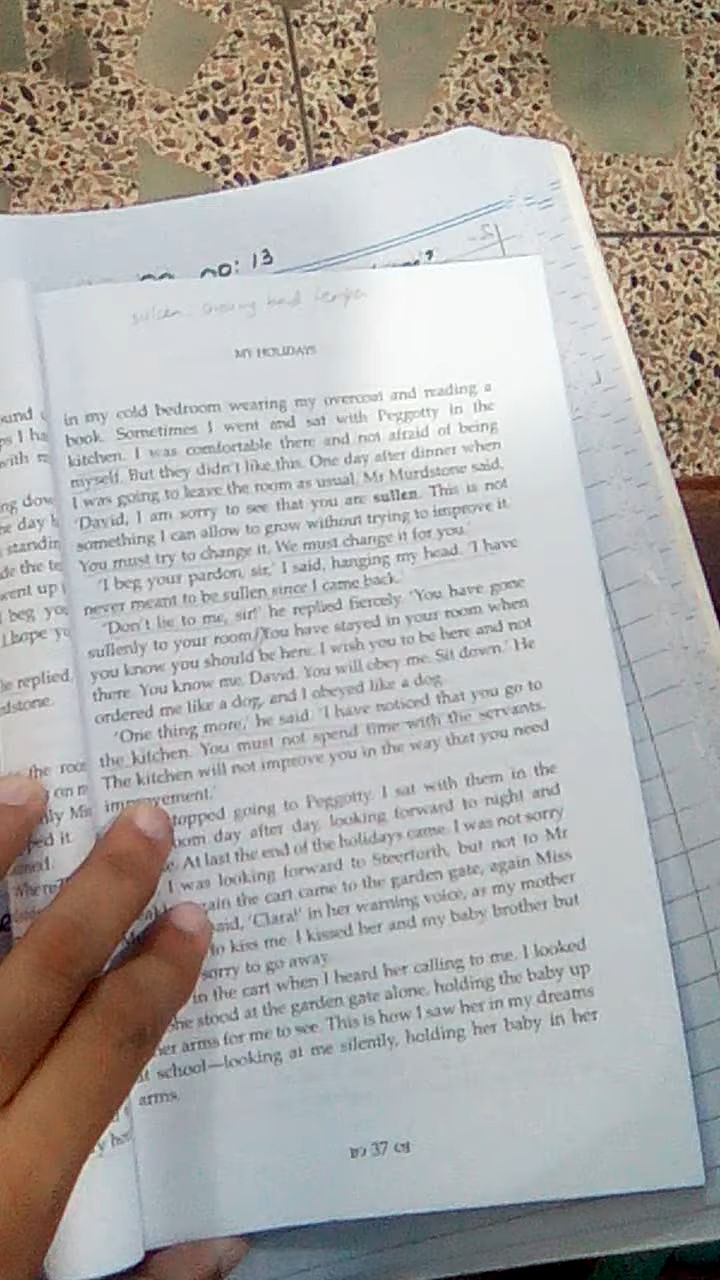 no: 13
sullen - showing bad temper
MY HOLIDAYS
in my cold bedroom wearing my overcoat and reading a
book. Sometimes I went and sat with Peggotty in the
kitchen. I was comfortable there and not afraid of being
myself. But they didn't like this. One day after dinner when
I was going to leave the room as usual, Mr Murdstone said,
'David, I am sorry to see that you are sullen. This is not
something I can allow to grow without trying to improve it.
You must try to change it. We must change it for you.'
'I beg your pardon, sir,' I said, hanging my head. 'I have
never meant to be sullen since I came back.'
'Don't lie to me, sir!' he replied fiercely. 'You have gone
sullenly to your room. You have stayed in your room when
you know you should be here. I wish you to be here and not
there. You know me, David. You will obey me. Sit down.' He
ordered me like a dog, and I obeyed like a dog.
'One thing more,' he said. 'I have noticed that you go to
the kitchen. You must not spend time with the servants.
The kitchen will not improve you in the way that you need
improvement.'
topped going to Peggotty. I sat with them in the
oom day after day, looking forward to night and
e. At last the end of the holidays came. I was not sorry
I was looking forward to Steerforth, but not to Mr
ain the cart came to the garden gate, again Miss
aid, 'Clara!' in her warning voice, as my mother
to kiss me. I kissed her and my baby brother but
sorry to go away.
in the cart when I heard her calling to me. I looked
he stood at the garden gate alone, holding the baby up
her arms for me to see. This is how I saw her in my dreams
at school—looking at me silently, holding her baby in her
arms.
37